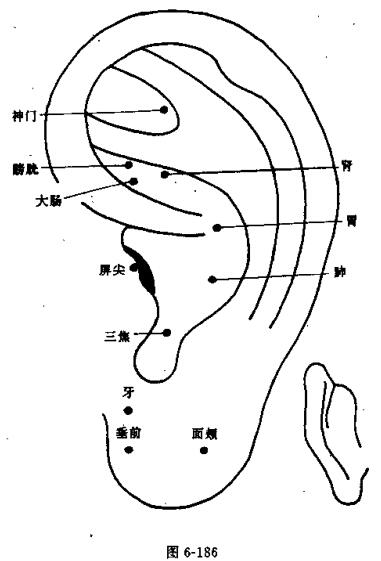 神门
膀胱
肾
大肠
胃
屏尖
肺
三焦
牙
垂前
面颊
图 6-186